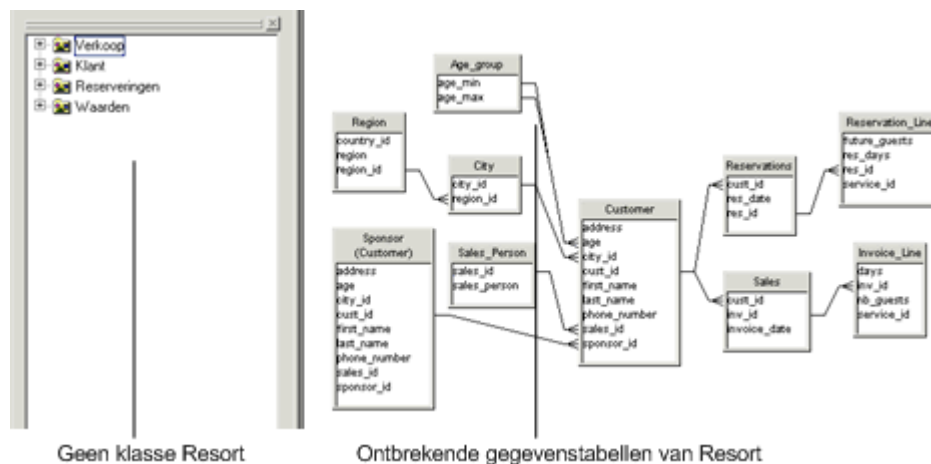 Verkoop
Klant
Reserveringen
Waarden
Age_group
age_min
age_max
Region
country_id
region
region_id
City
city_id
region_id
Sponsor
(Customer)
address
age
city_id
cust_id
first_name
last_name
phone_number
sales_id
sponsor_id
Sales_Person
sales_id
sales_person
Customer
address
age
city_id
cust_id
first_name
last_name
phone_number
sales_id
sponsor_id
Reservations
cust_id
res_date
res_id
Reservation_Line
future_guests
res_days
res_id
service_id
Sales
cust_id
inv_id
invoice_date
Invoice_Line
days
inv_id
nb_guests
service_id
Geen klasse Resort
Ontbrekende gegevenstabellen van Resort